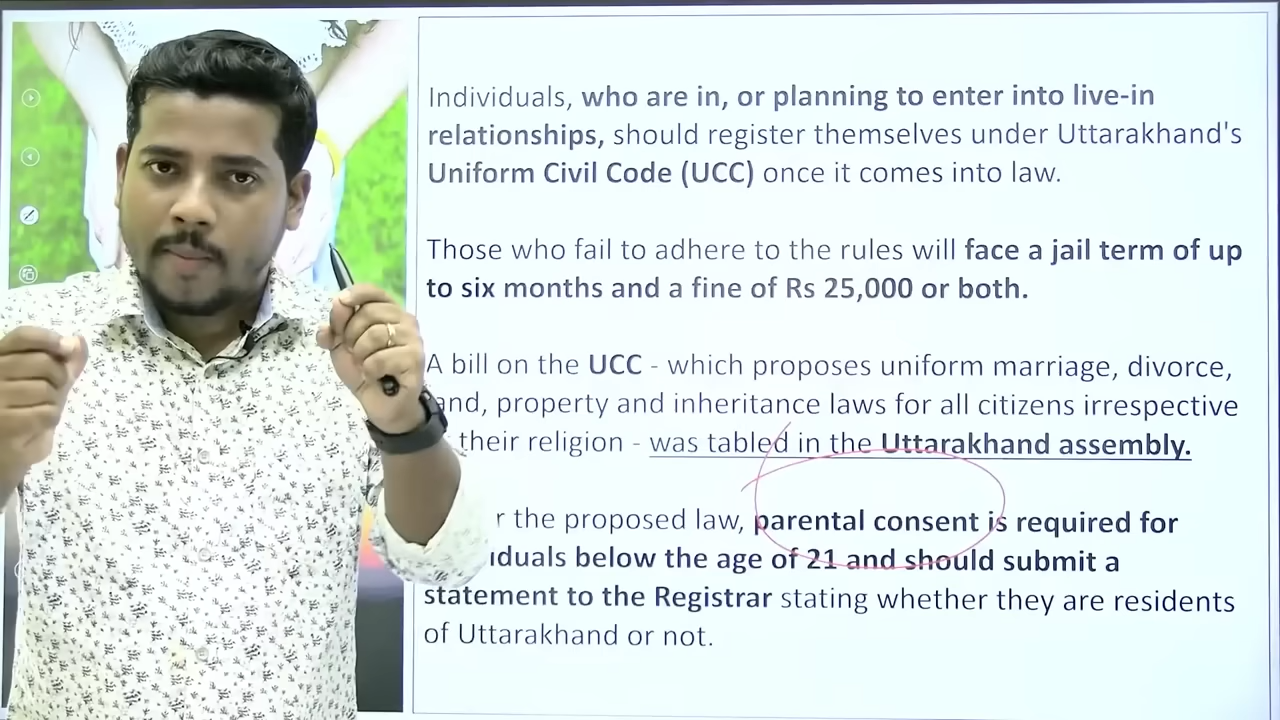 Individuals, who are in, or planning to enter into live-in
relationships, should register themselves under Uttarakhand's
Uniform Civil Code (UCC) once it comes into law.
Those who fail to adhere to the rules will face a jail term of up
to six months and a fine of Rs 25,000 or both.
A bill on the UCC - which proposes uniform marriage, divorce,
property and inheritance laws for all citizens irrespective
their religion - was tabled in the Uttarakhand assembly.
the proposed law, parental consent is required for
below the age of 21 and should submit a
statement to the Registrar stating whether they are residents
of Uttarakhand or not.